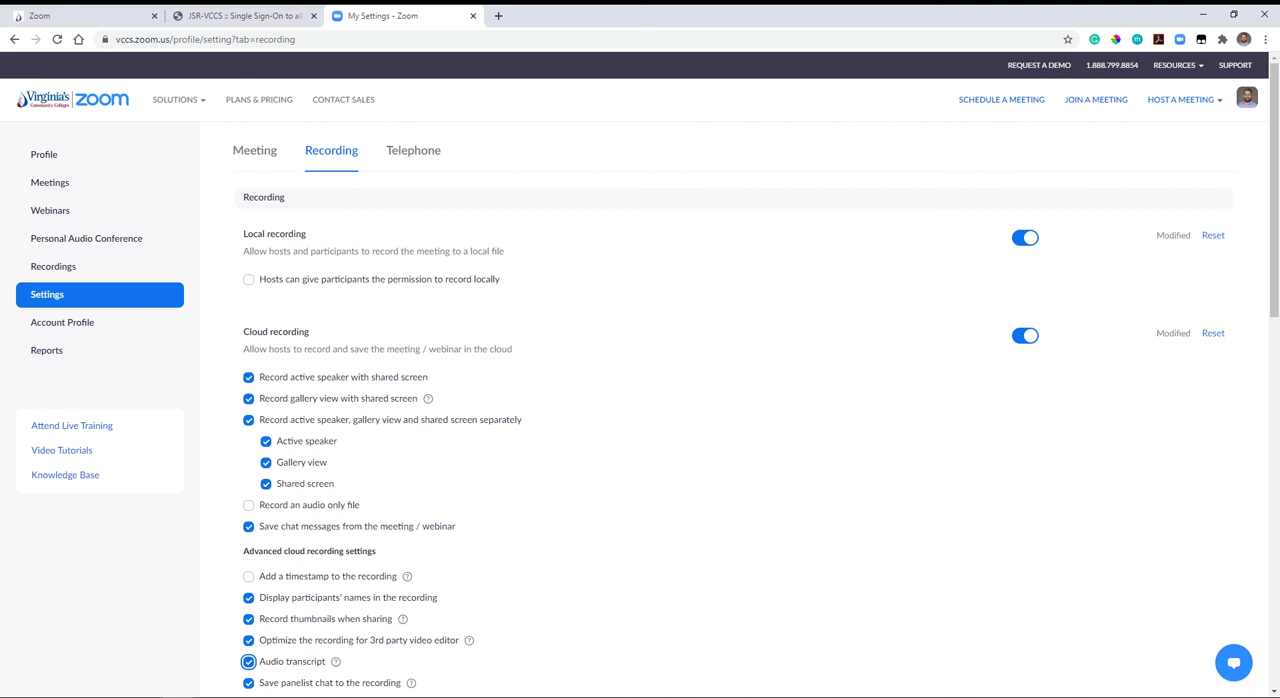 Zoom
JSR-VCCS :: Single Sign-On to all
My Settings - Zoom
vccs.zoom.us/profile/setting?tab=recording
REQUEST A DEMO 1.888.799.8854 RESOURCES SUPPORT
Virginia's Community Colleges zoom
SOLUTIONS PLANS & PRICING CONTACT SALES
SCHEDULE A MEETING JOIN A MEETING HOST A MEETING
Profile
Meetings
Webinars
Personal Audio Conference
Recordings
Settings
Account Profile
Reports
Attend Live Training
Video Tutorials
Knowledge Base
Meeting Recording Telephone
Recording
Local recording
Modified Reset
Allow hosts and participants to record the meeting to a local file
Hosts can give participants the permission to record locally
Cloud recording
Modified Reset
Allow hosts to record and save the meeting / webinar in the cloud
Record active speaker with shared screen
Record gallery view with shared screen
Record active speaker, gallery view and shared screen separately
Active speaker
Gallery view
Shared screen
Record an audio only file
Save chat messages from the meeting / webinar
Advanced cloud recording settings
Add a timestamp to the recording
Display participants' names in the recording
Record thumbnails when sharing
Optimize the recording for 3rd party video editor
Audio transcript
Save panelist chat to the recording